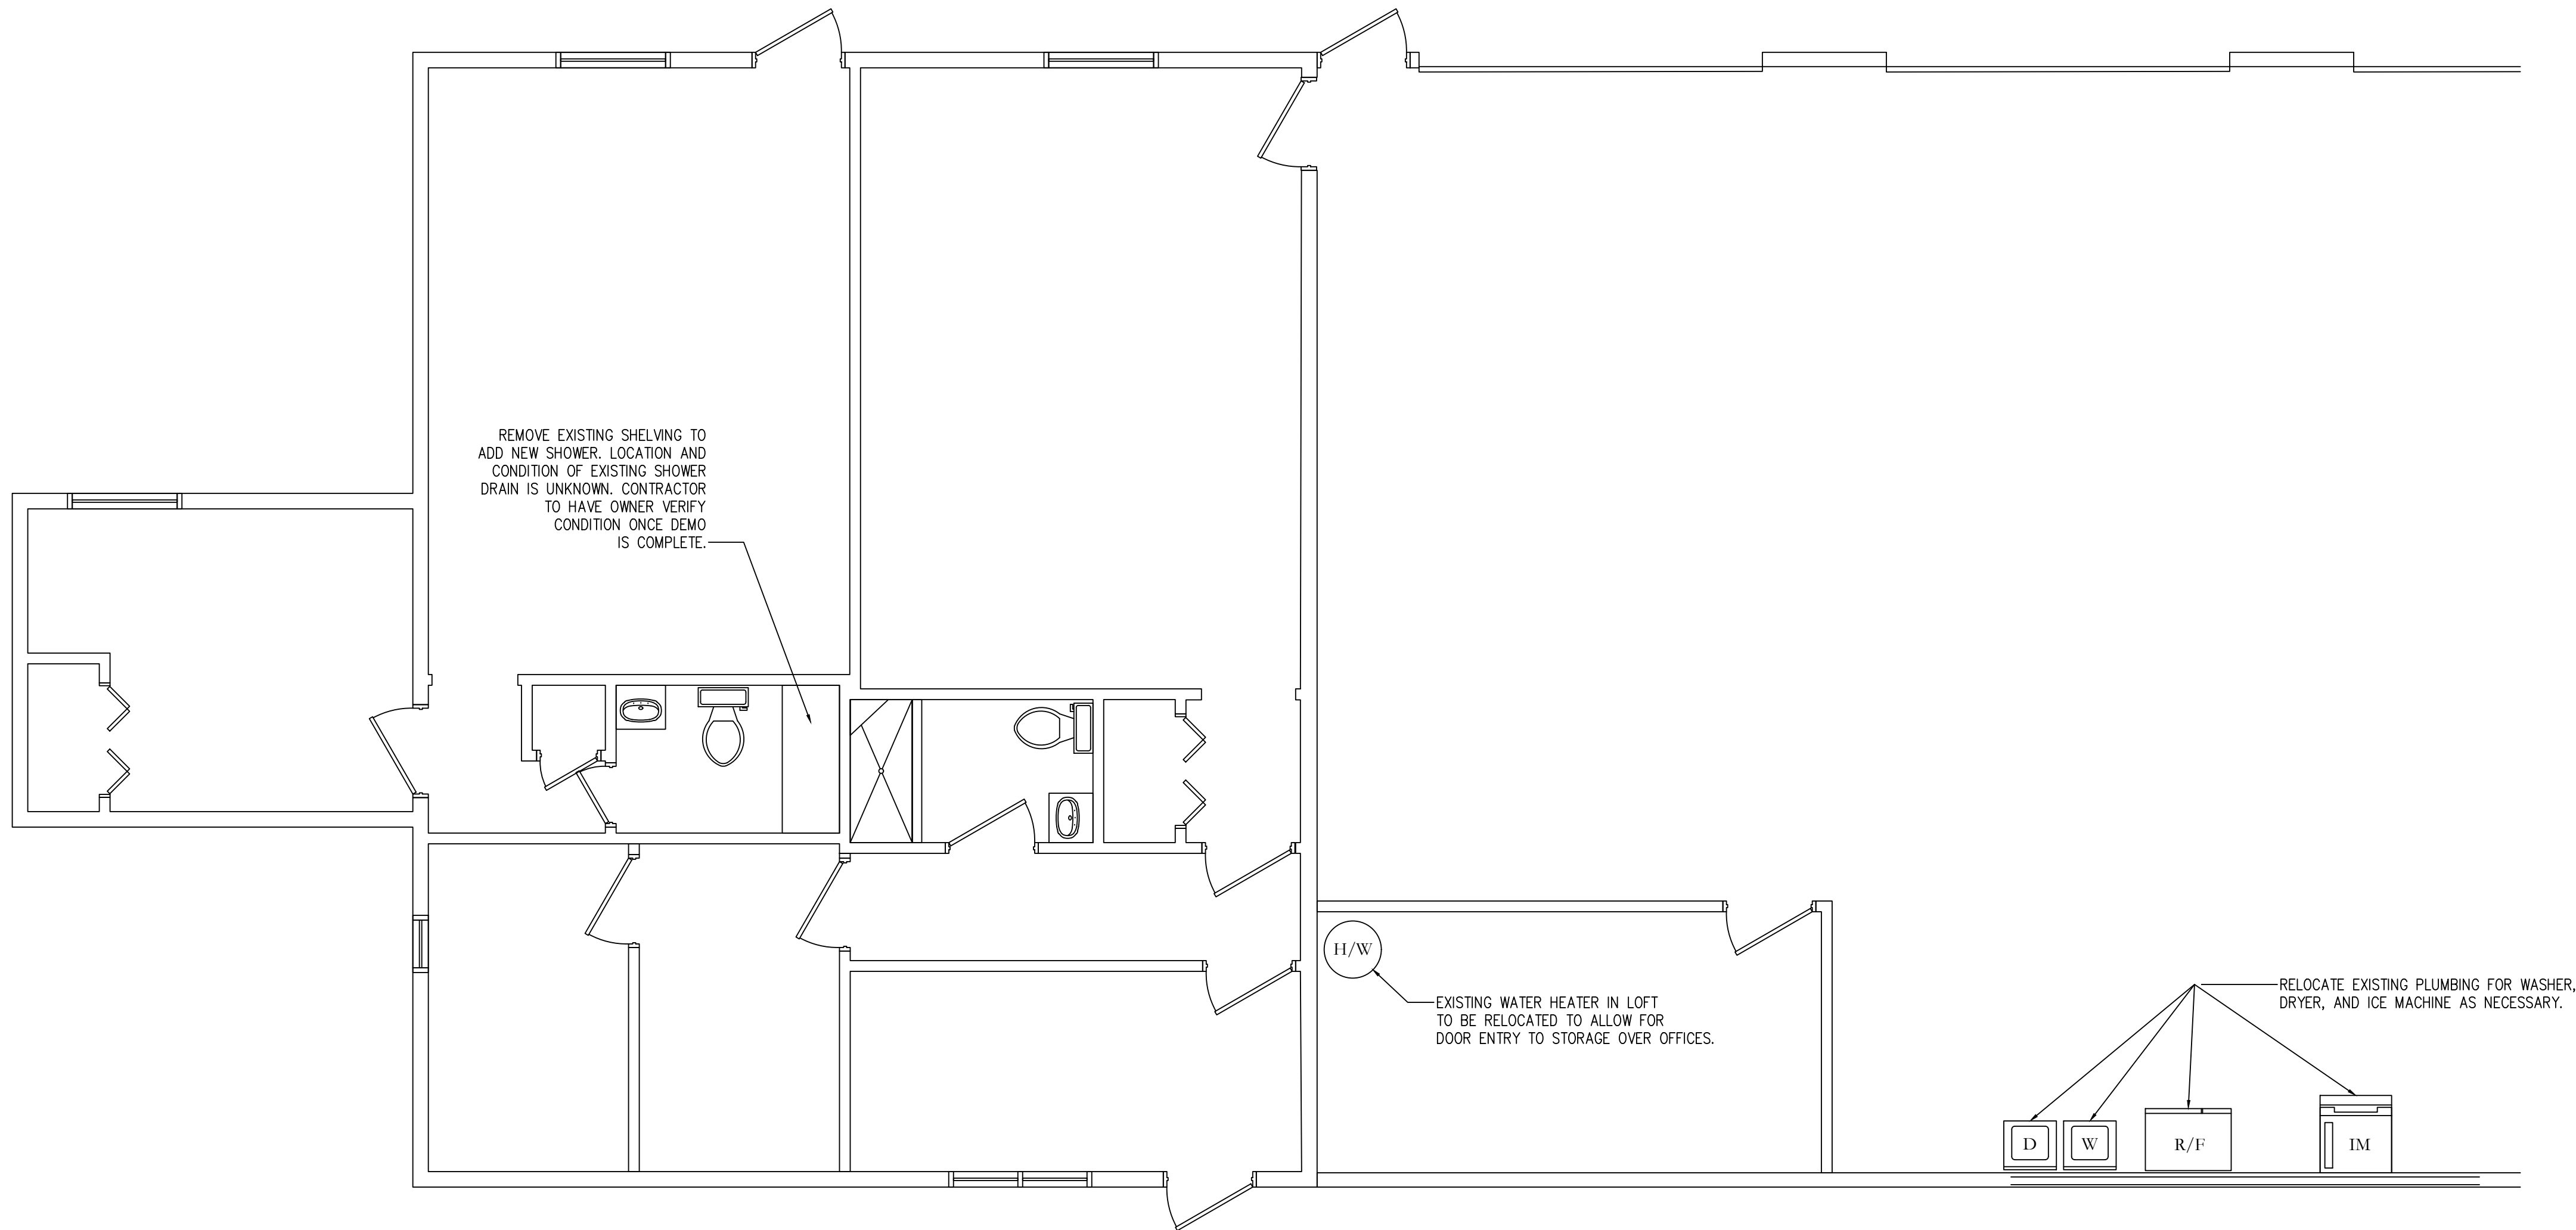 REMOVE EXISTING SHELVING TO
ADD NEW SHOWER. LOCATION AND
CONDITION OF EXISTING SHOWER
DRAIN IS UNKNOWN. CONTRACTOR
TO HAVE OWNER VERIFY
CONDITION ONCE DEMO
IS COMPLETE.
H/W
EXISTING WATER HEATER IN LOFT
TO BE RELOCATED TO ALLOW FOR
DOOR ENTRY TO STORAGE OVER OFFICES.
RELOCATE EXISTING PLUMBING FOR WASHER,
DRYER, AND ICE MACHINE AS NECESSARY.
D
W
R/F
IM